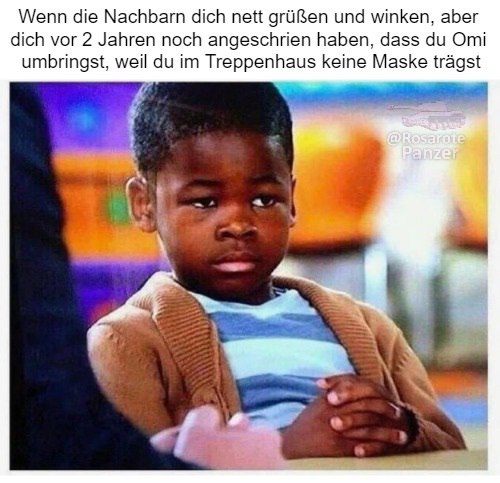 Wenn die Nachbarn dich nett grüßen und winken, aber
dich vor 2 Jahren noch angeschrien haben, dass du Omi
umbringst, weil du im Treppenhaus keine Maske trägst
@Rosarote
Panzer